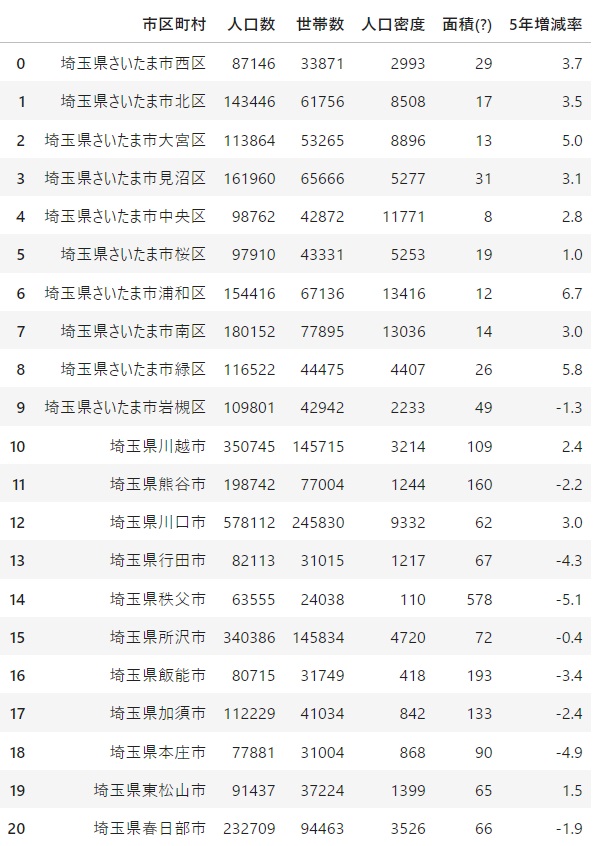 市区町村 人口数 世帯数 人口密度 面積(?) 5年増減率
0 埼玉県さいたま市西区 87146 33871 2993 29 3.7
1 埼玉県さいたま市北区 143446 61756 8508 17 3.5
2 埼玉県さいたま市大宮区 113864 53265 8896 13 5.0
3 埼玉県さいたま市見沼区 161960 65666 5277 31 3.1
4 埼玉県さいたま市中央区 98762 42872 11771 8 2.8
5 埼玉県さいたま市桜区 97910 43331 5253 19 1.0
6 埼玉県さいたま市浦和区 154416 67136 13416 12 6.7
7 埼玉県さいたま市南区 180152 77895 13036 14 3.0
8 埼玉県さいたま市緑区 116522 44475 4407 26 5.8
9 埼玉県さいたま市岩槻区 109801 42942 2233 49 -1.3
10 埼玉県川越市 350745 145715 3214 109 2.4
11 埼玉県熊谷市 198742 77004 1244 160 -2.2
12 埼玉県川口市 578112 245830 9332 62 3.0
13 埼玉県行田市 82113 31015 1217 67 -4.3
14 埼玉県秩父市 63555 24038 110 578 -5.1
15 埼玉県所沢市 340386 145834 4720 72 -0.4
16 埼玉県飯能市 80715 31749 418 193 -3.4
17 埼玉県加須市 112229 41034 842 133 -2.4
18 埼玉県本庄市 77881 31004 868 90 -4.9
19 埼玉県東松山市 91437 37224 1399 65 1.5
20 埼玉県春日部市 232709 94463 3526 66 -1.9